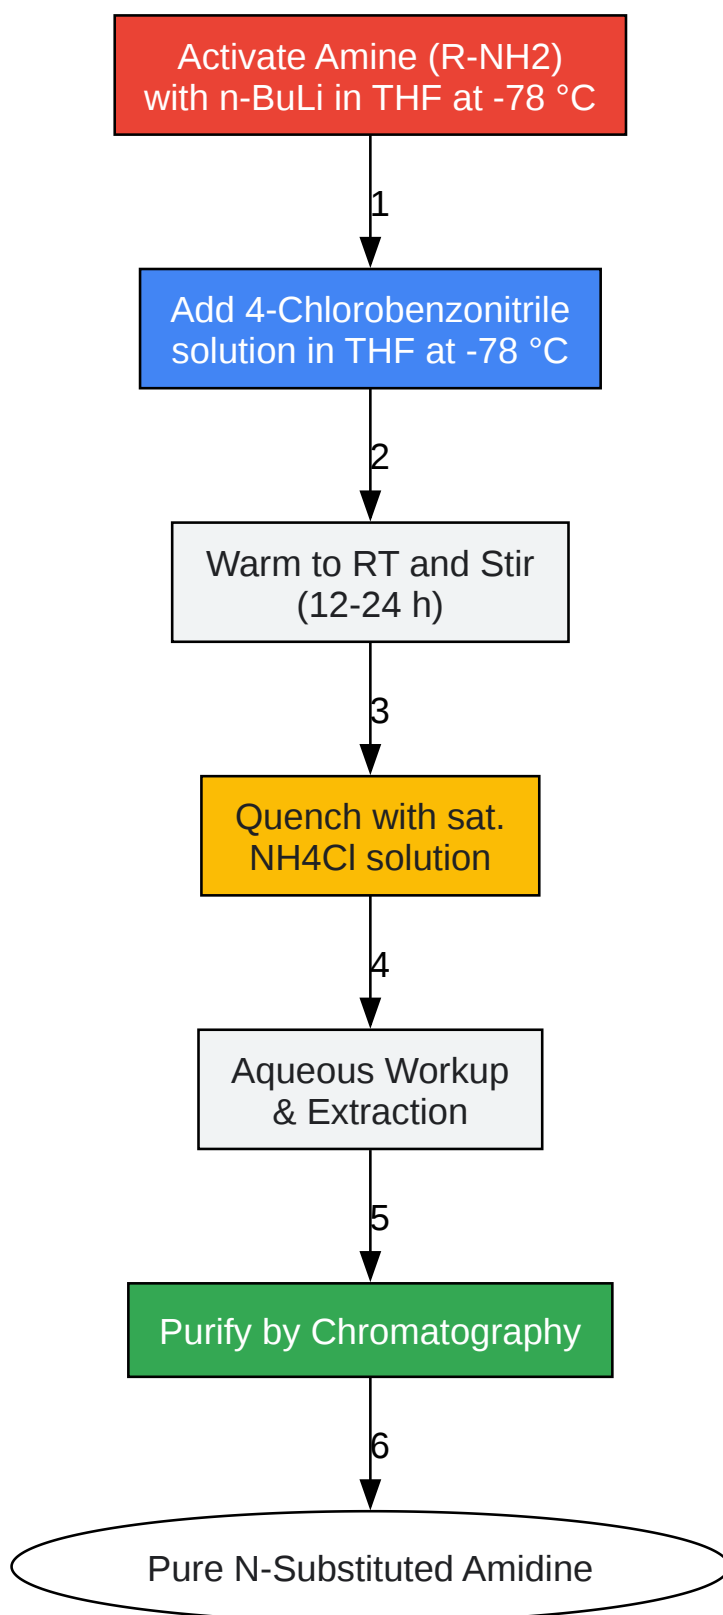 Activate Amine (R-NH2)
with n-BuLi in THF at -78 °C
1
Add 4-Chlorobenzonitrile
solution in THF at -78 °C
2
Warm to RT and Stir
(12-24 h)
3
Quench with sat.
NH4Cl solution
4
Aqueous Workup
& Extraction
5
Purify by Chromatography
6
Pure N-Substituted Amidine